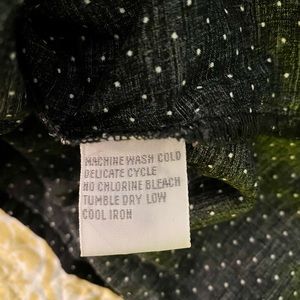 MACHINE WASH COLD
DELICATE CYCLE
NO CHLORINE BLEACH
TUMBLE DRY LOW
COOL IRON